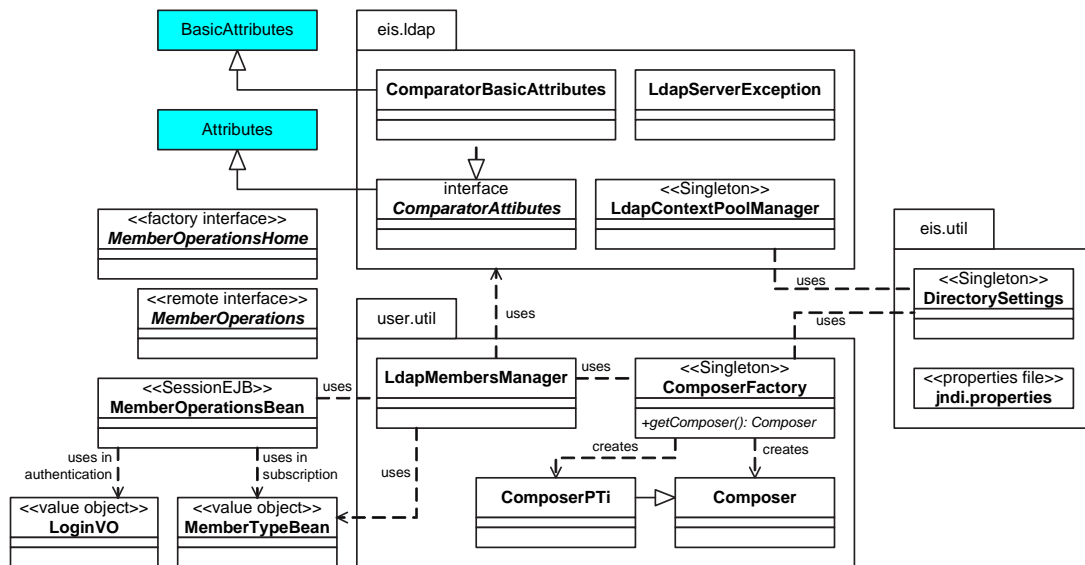 BasicAttributes
eis.ldap
ComparatorBasicAttributes
LdapServerException
Attributes
interface
ComparatorAttibutes
<<Singleton>>
LdapContextPoolManager
<<factory interface>>
MemberOperationsHome
eis.util
uses
<<Singleton>>
DirectorySettings
<<remote interface>>
MemberOperations
uses
uses
user.util
LdapMembersManager
uses
<<Singleton>>
ComposerFactory
+getComposer(): Composer
<<properties file>>
jndi.properties
<<SessionEJB>>
MemberOperationsBean
uses
uses in
authentication
uses in
subscription
uses
creates
creates
ComposerPTi
Composer
<<value object>>
LoginVO
<<value object>>
MemberTypeBean